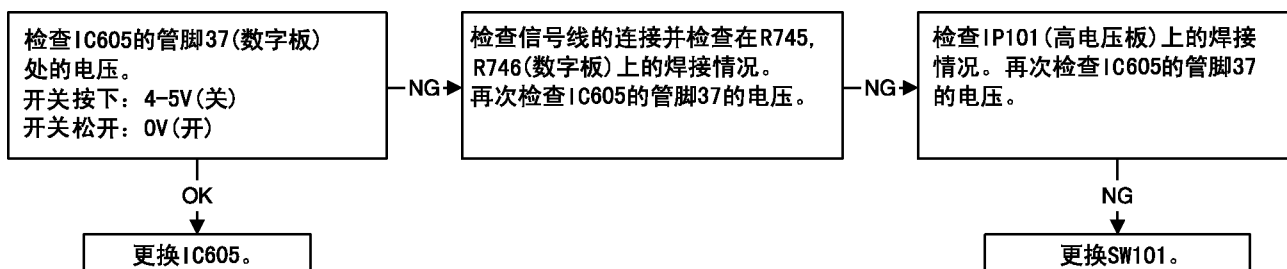 检查IC605的管脚37(数字板)
处的电压。
开关按下: 4-5V(关)
开关松开: 0V(开)
NG
检查信号线的连接并检查在R745,
R746(数字板)上的焊接情况。
再次检查IC605的管脚37的电压。
NG
检查IP101(高电压板)上的焊接
情况。再次检查IC605的管脚37
的电压。
OK
NG
更换IC605。
更换SW101。